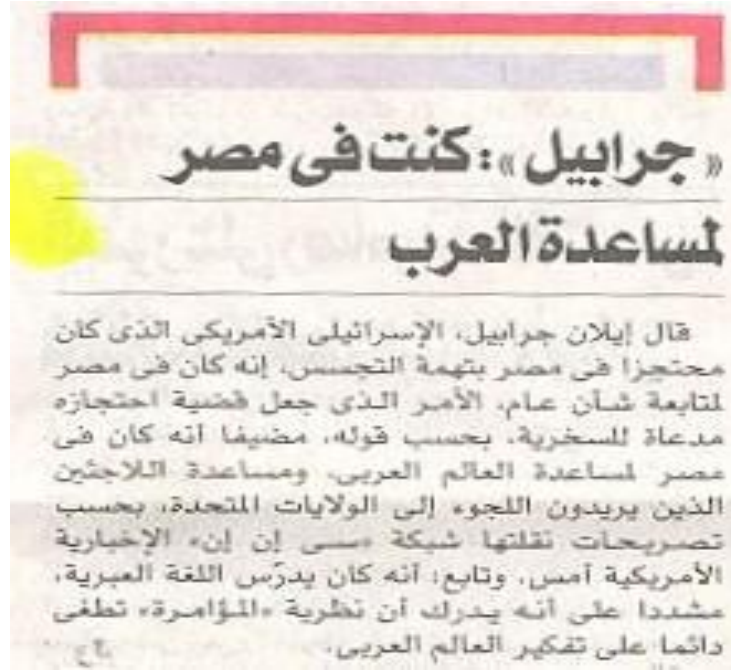 « جرابيل »: كنت فى مصر
لمساعدة العرب
قال إيلان جرابيل، الإسرائيلى الأمريكى الذى كان
محتجزا فى مصر بتهمة التجسس، إنه كان فى مصر
لمتابعة شأن عام، الأمر الذى جعل قضية احتجازه
مدعاة للسخرية، بحسب قوله، مضيفا أنه كان فى
مصر لمساعدة العالم العربى، ومساعدة اللاجئين
الذين يريدون اللجوء إلى الولايات المتحدة، بحسب
تصريحات نقلتها شبكة «سى إن إن» الإخبارية
الأمريكية أمس، وتابع: أنه كان يدرّس اللغة العبرية،
مشددا على أنه يدرك أن نظرية «المؤامرة» تطغى
دائما على تفكير العالم العربى.